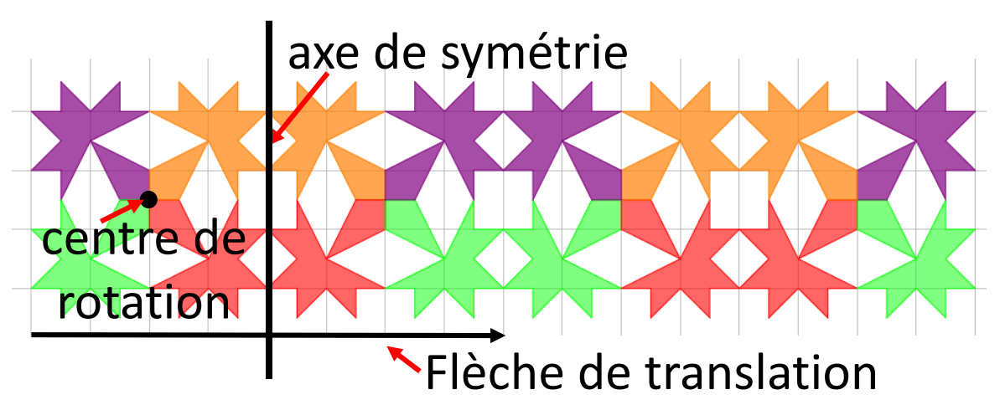 axe de symétrie
centre de
rotation
Flèche de translation